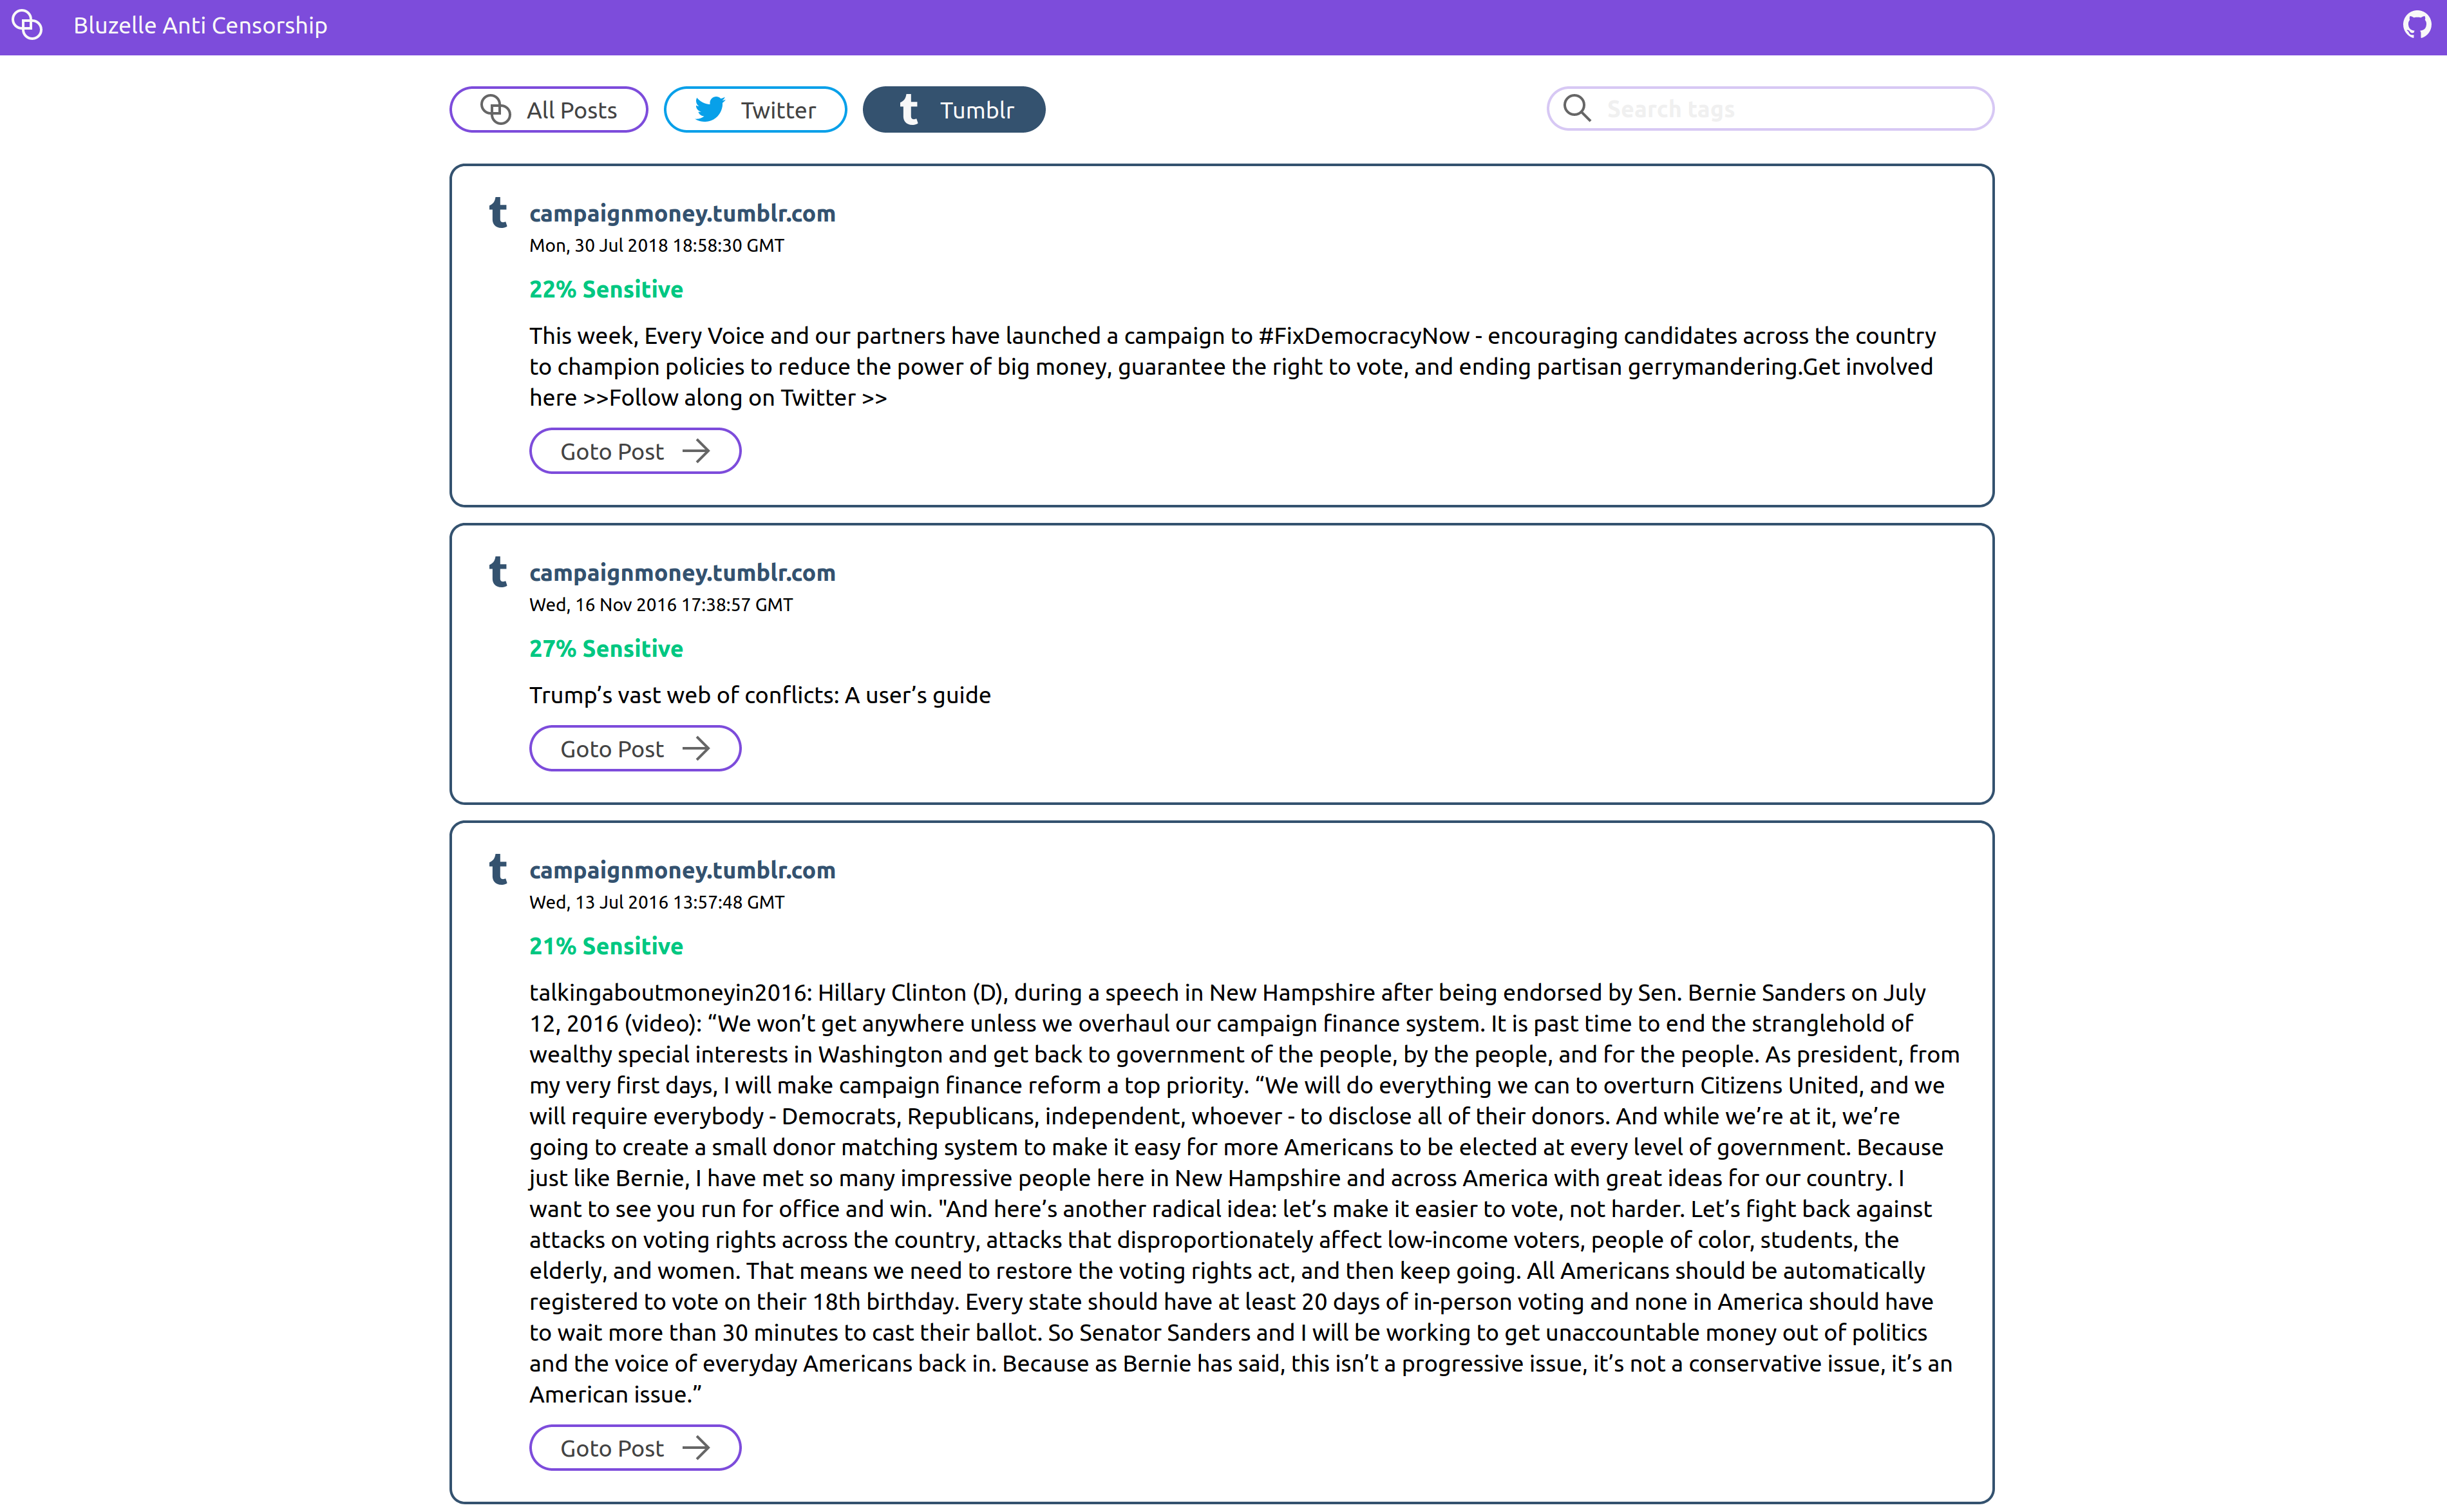 Bluzelle Anti Censorship
All Posts
Twitter
Tumblr
Search tags
campaignmoney.tumblr.com
Mon, 30 Jul 2018 18:58:30 GMT
22% Sensitive
This week, Every Voice and our partners have launched a campaign to #FixDemocracyNow - encouraging candidates across the country
to champion policies to reduce the power of big money, guarantee the right to vote, and ending partisan gerrymandering.Get involved
here >>Follow along on Twitter >>
Goto Post
campaignmoney.tumblr.com
Wed, 16 Nov 2016 17:38:57 GMT
27% Sensitive
Trump’s vast web of conflicts: A user’s guide
Goto Post
campaignmoney.tumblr.com
Wed, 13 Jul 2016 13:57:48 GMT
21% Sensitive
talkingaboutmoneyin2016: Hillary Clinton (D), during a speech in New Hampshire after being endorsed by Sen. Bernie Sanders on July
12, 2016 (video): “We won’t get anywhere unless we overhaul our campaign finance system. It is past time to end the stranglehold of
wealthy special interests in Washington and get back to government of the people, by the people, and for the people. As president, from
my very first days, I will make campaign finance reform a top priority. “We will do everything we can to overturn Citizens United, and we
will require everybody - Democrats, Republicans, independent, whoever - to disclose all of their donors. And while we’re at it, we’re
going to create a small donor matching system to make it easy for more Americans to be elected at every level of government. Because
just like Bernie, I have met so many impressive people here in New Hampshire and across America with great ideas for our country. I
want to see you run for office and win. "And here’s another radical idea: let’s make it easier to vote, not harder. Let’s fight back against
attacks on voting rights across the country, attacks that disproportionately affect low-income voters, people of color, students, the
elderly, and women. That means we need to restore the voting rights act, and then keep going. All Americans should be automatically
registered to vote on their 18th birthday. Every state should have at least 20 days of in-person voting and none in America should have
to wait more than 30 minutes to cast their ballot. So Senator Sanders and I will be working to get unaccountable money out of politics
and the voice of everyday Americans back in. Because as Bernie has said, this isn’t a progressive issue, it’s not a conservative issue, it’s an
American issue.”
Goto Post